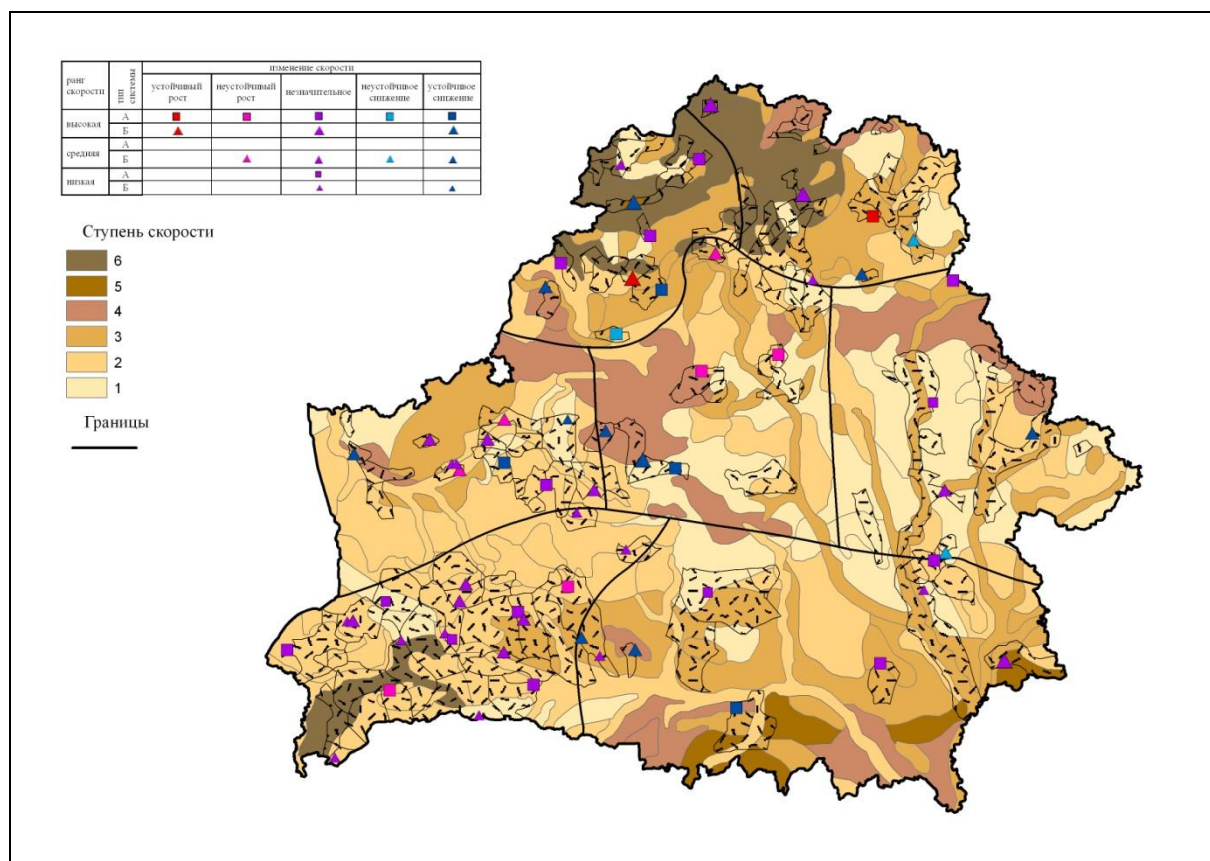 ранг скорости
тип системы
изменение скорости
устойчивый рост
неустойчивый рост
незначительное
неустойчивое снижение
устойчивое снижение
высокая
А
Б
средняя
А
Б
низкая
А
Б
Ступень скорости
6
5
4
3
2
1
Границы